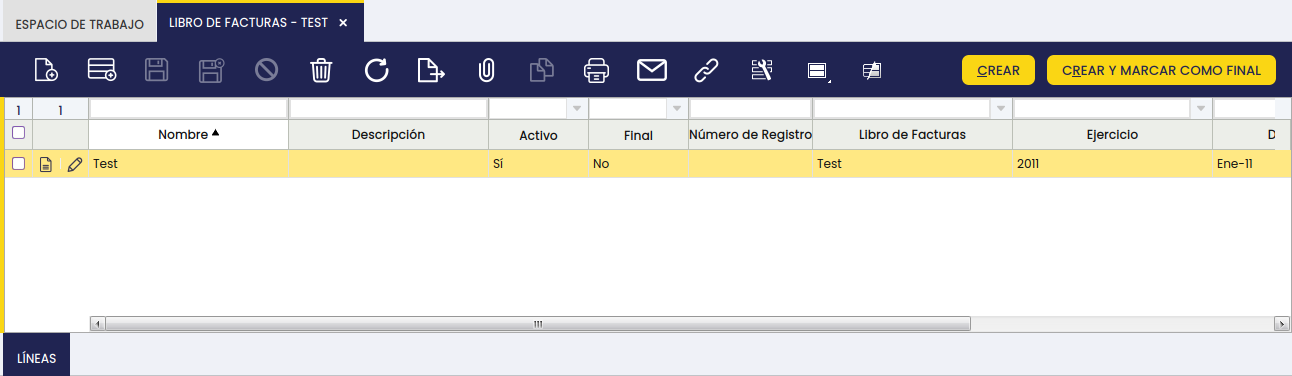 ESPACIO DE TRABAJO
LIBRO DE FACTURAS - TEST ×
CREAR
CREAR Y MARCAR COMO FINAL
1 1
Nombre Descripción Activo Final Número de Registro Libro de Facturas Ejercicio D
Test Sí No Test 2011 Ene-11
LÍNEAS